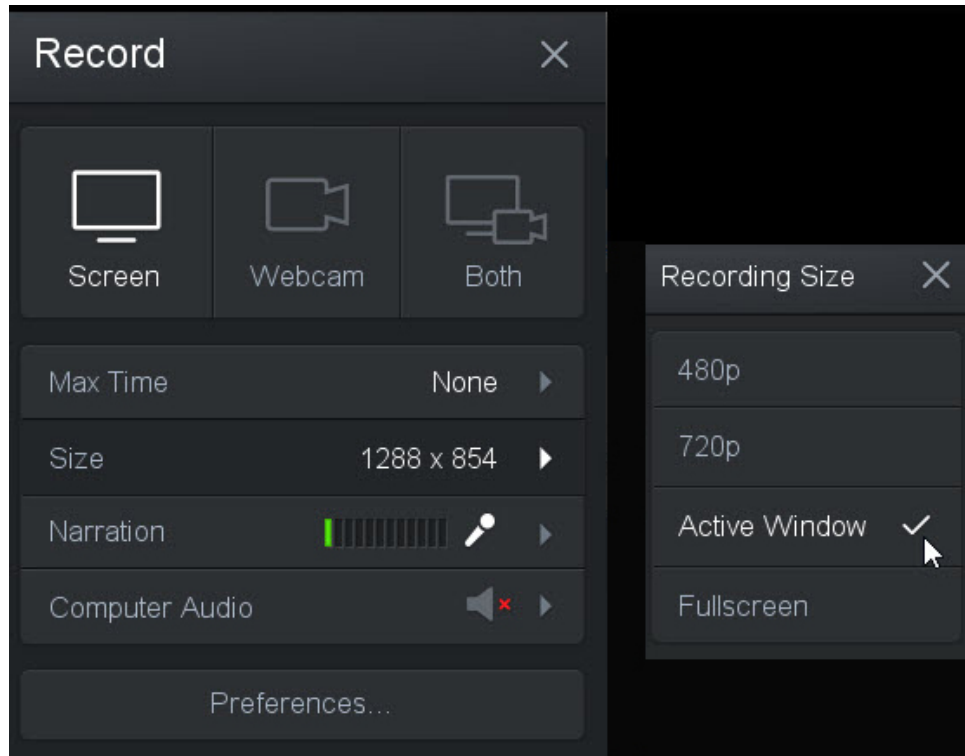 Record
Screen
Webcam
Both
Max Time None
Size 1288 x 854
Narration
Computer Audio
Preferences...
Recording Size
480p
720p
Active Window
Fullscreen